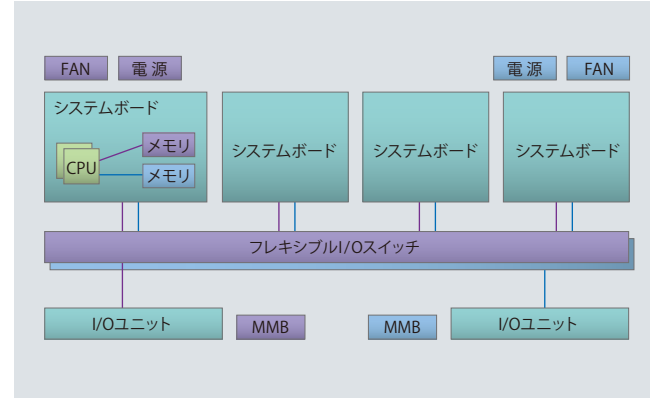 FAN
電 源
電 源
FAN
システムボード
CPU
メモリ
メモリ
システムボード
システムボード
システムボード
フレキシブルI/Oスイッチ
I/Oユニット
MMB
MMB
I/Oユニット